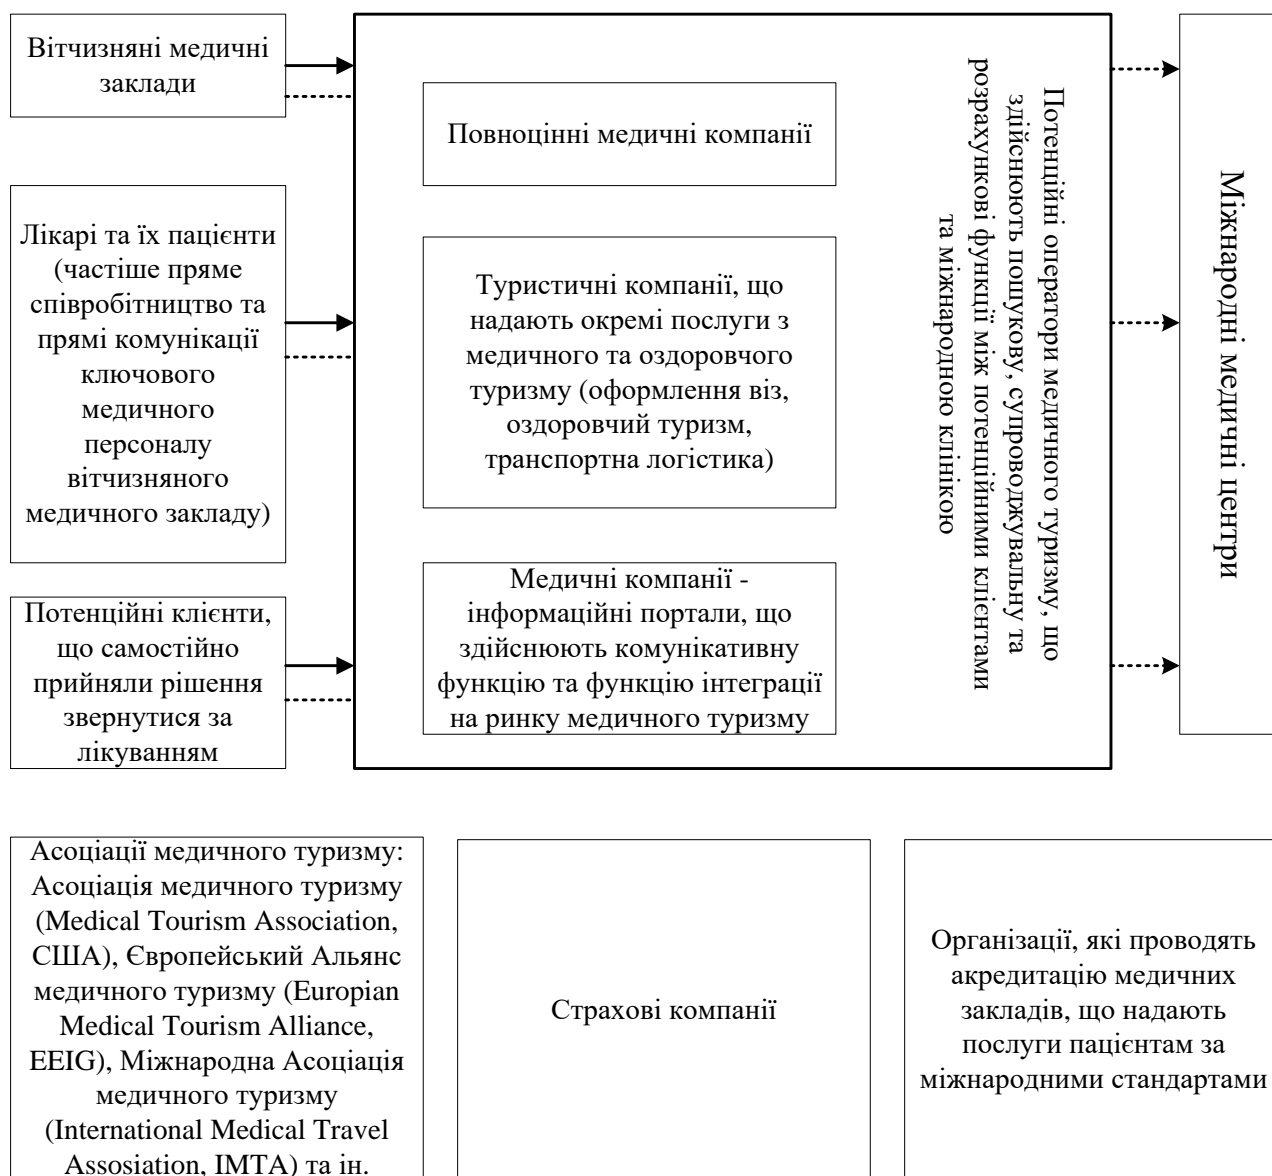 Вітчизняні медичні
заклади
Лікарі та їх пацієнти
(частіше пряме
співробітництво та
прямі комунікації
ключового
медичного
персоналу
вітчизняного
медичного закладу)
Потенційні клієнти,
що самостійно
прийняли рішення
звернутися за
лікуванням
Повноцінні медичні компанії
Туристичні компанії, що
надають окремі послуги з
медичного та оздоровчого
туризму (оформлення віз,
оздоровчий туризм,
транспортна логістика)
Медичні компанії -
інформаційні портали, що
здійснюють комунікативну
функцію та функцію інтеграції
на ринку медичного туризму
Потенційні оператори медичного туризму, що
здійснюють пошукову, супроводжувальну та
розрахункові функції між потенційними клієнтами
та міжнародною клінікою
Міжнародні медичні центри
Асоціації медичного туризму:
Асоціація медичного туризму
(Medical Tourism Association,
США), Європейський Альянс
медичного туризму (Europian
Medical Tourism Alliance,
EEIG), Міжнародна Асоціація
медичного туризму
(International Medical Travel
Assosiation, IMTA) та ін.
Страхові компанії
Організації, які проводять
акредитацію медичних
закладів, що надають
послуги пацієнтам за
міжнародними стандартами